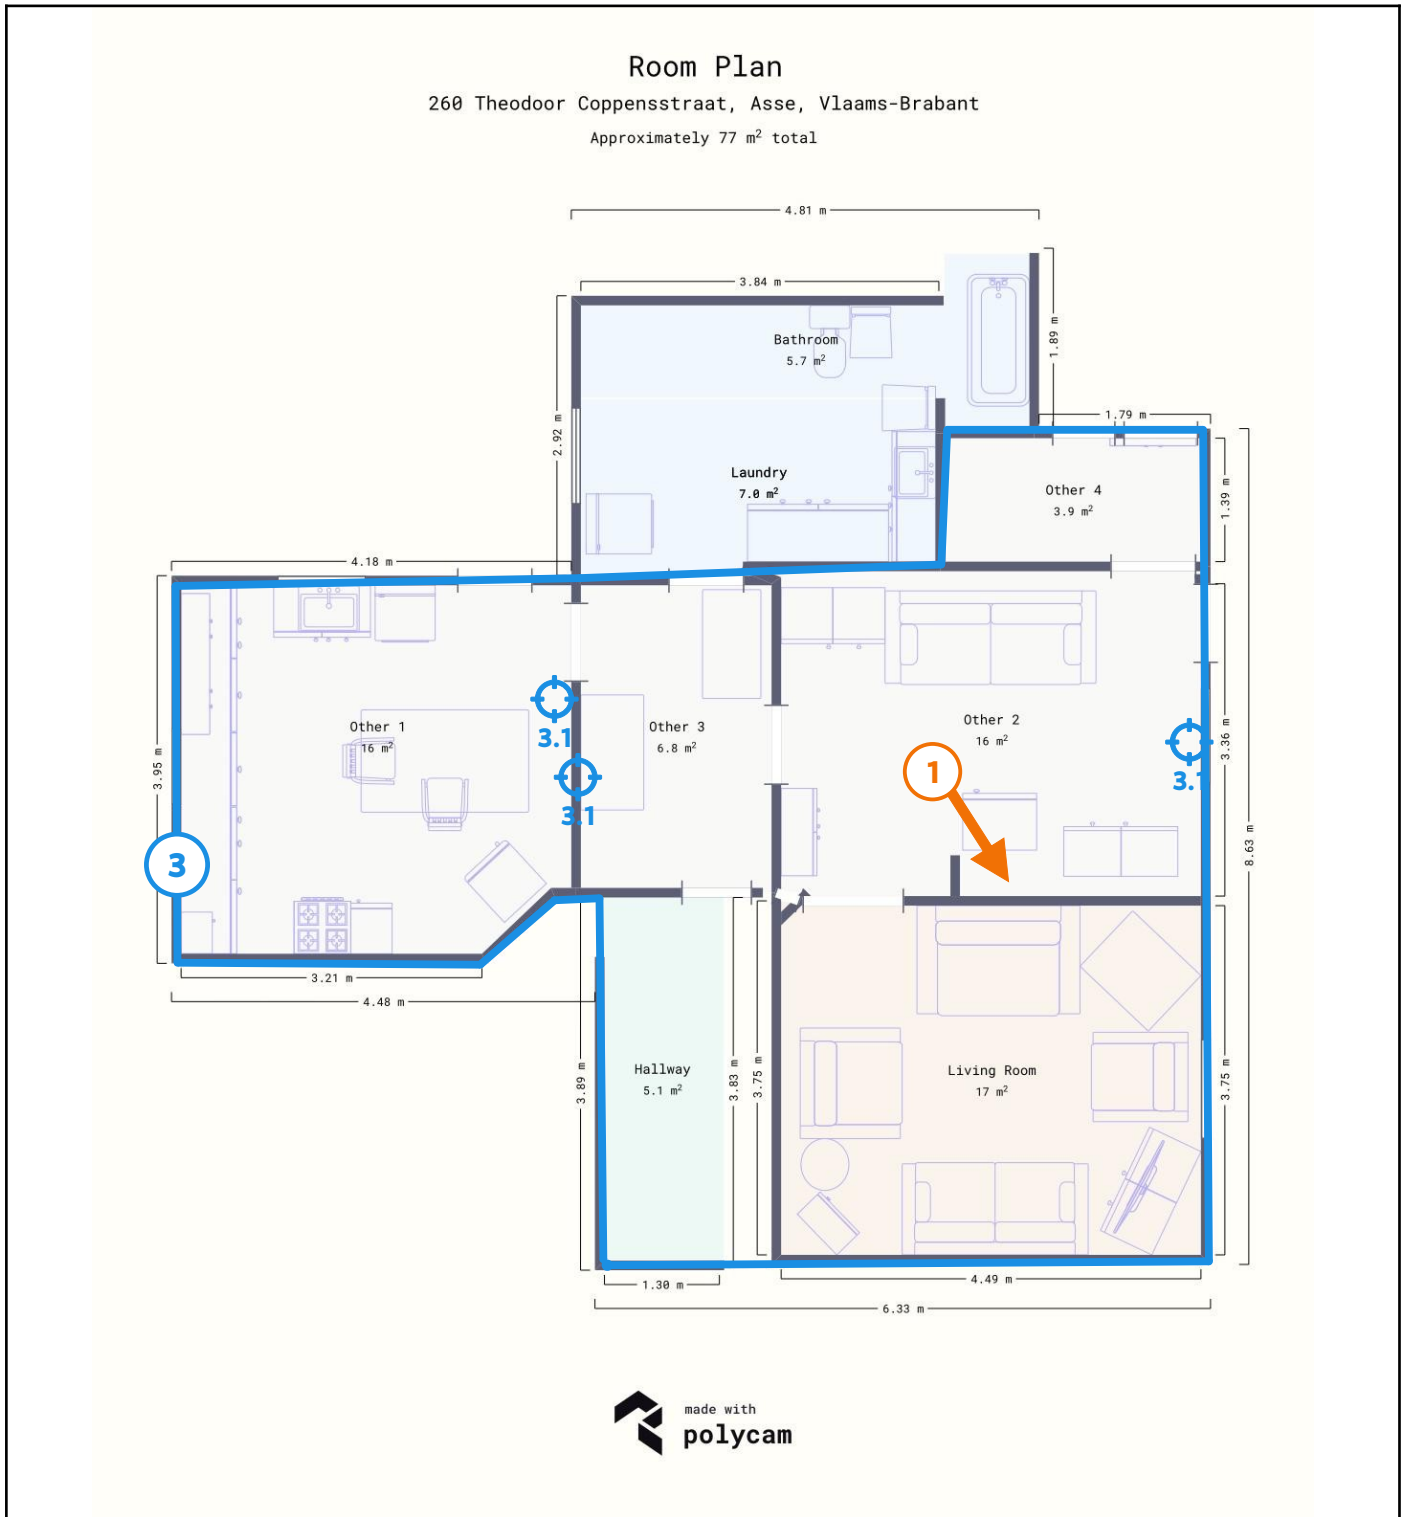 Room Plan
260 Theodoor Coppensstraat, Asse, Vlaams-Brabant
Approximately 77 m² total
4.81 m
3.84 m
Bathroom
5.7 m²
1.89 m
1.79 m
2.92 m
Laundry
7.0 m²
Other 4
3.9 m²
1.39 m
4.18 m
3.95 m
Other 1
16 m²
3.1
3.1
Other 3
6.8 m²
Other 2
16 m²
1
3.36 m
3.1
8.63 m
3
3.21 m
4.48 m
3.89 m
Hallway
5.1 m²
3.83 m
3.75 m
Living Room
17 m²
3.75 m
1.30 m
4.49 m
6.33 m
made with
polycam